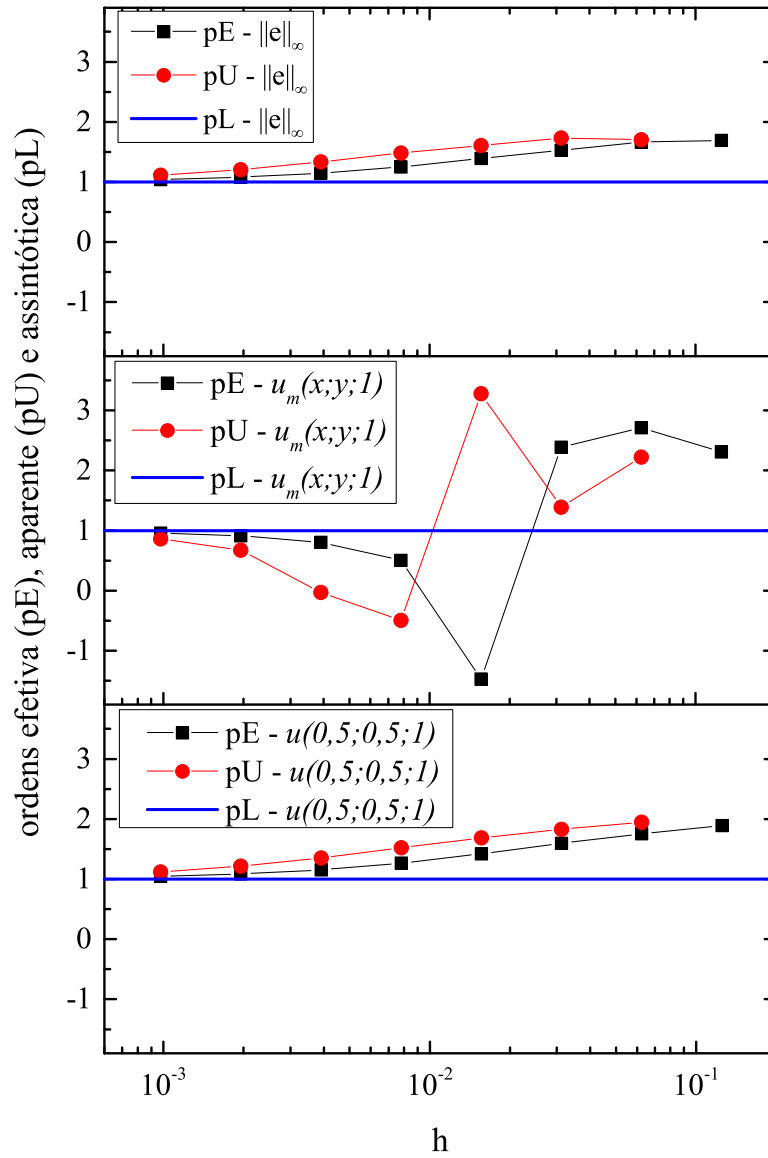 ordens efetiva (pE), aparente (pU) e assintótica (pL)
pE - ||e||∞
pU - ||e||∞
pL - ||e||∞
3
2
1
0
-1
pE - u_m(x;y;1)
pU - u_m(x;y;1)
pL - u_m(x;y;1)
3
2
1
0
-1
pE - u(0,5;0,5;1)
pU - u(0,5;0,5;1)
pL - u(0,5;0,5;1)
3
2
1
0
-1
10⁻³ 10⁻² 10⁻¹
h